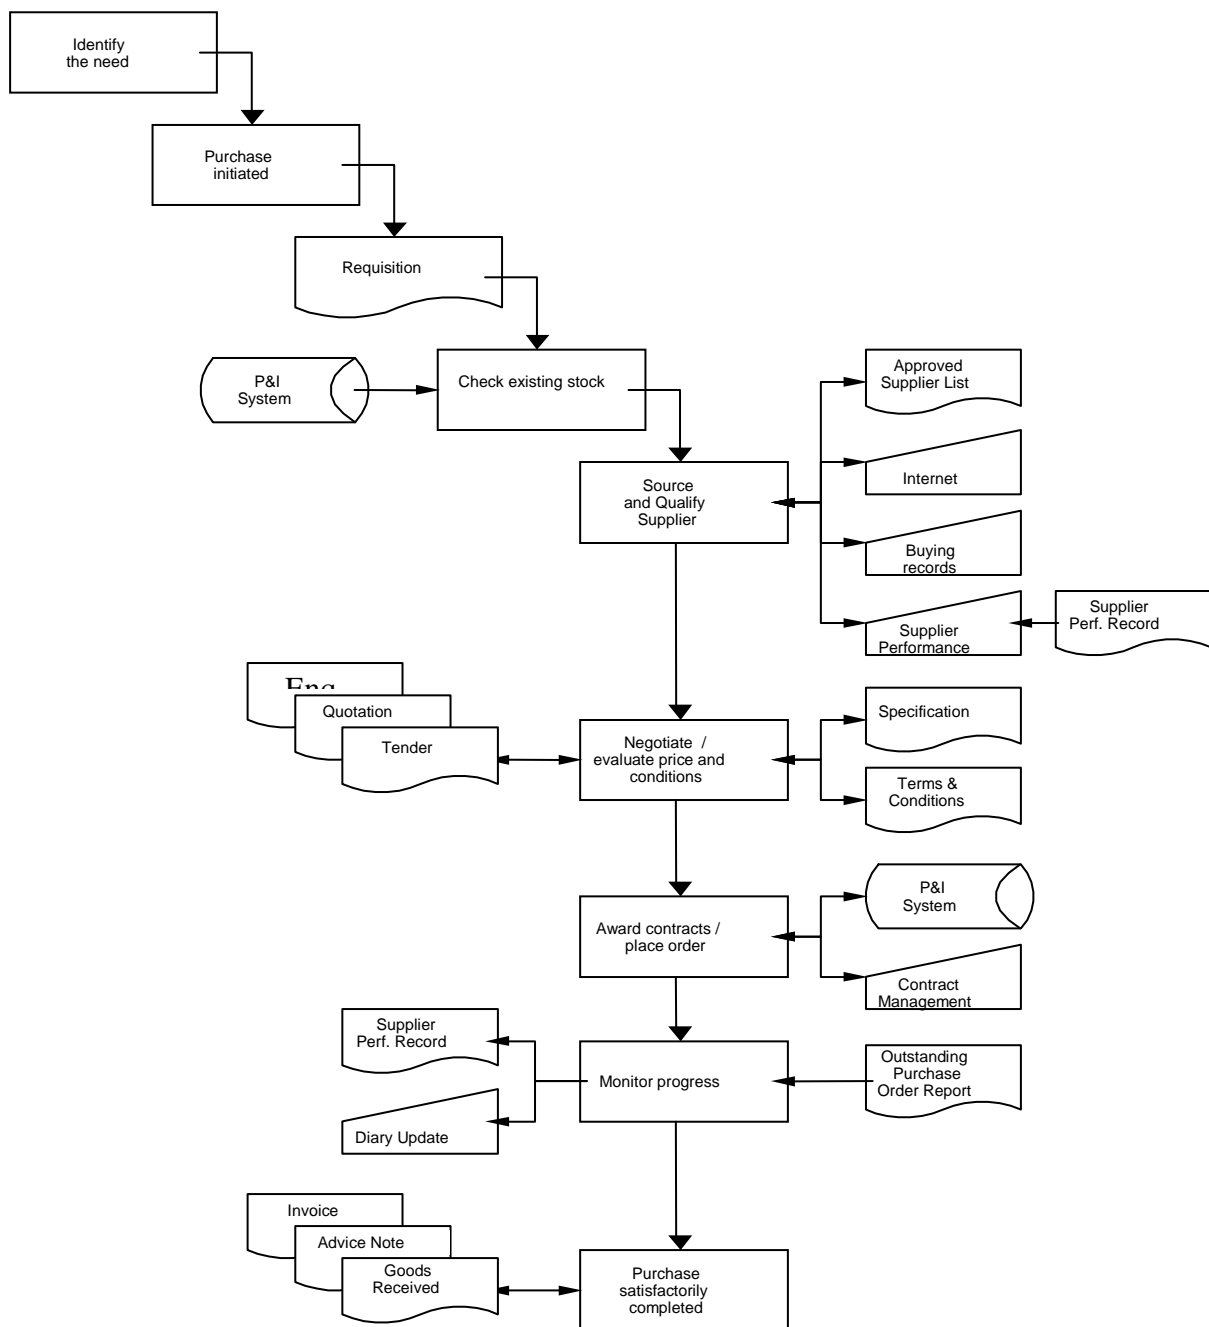 Identify
the need
Purchase
initiated
Requisition
P&I
System
Check existing stock
Approved
Supplier List
Source
and Qualify
Supplier
Internet
Buying
records
Supplier
Performance
Supplier
Perf. Record
Quotation
Tender
Negotiate /
evaluate price and
conditions
Specification
Terms &
Conditions
Award contracts /
place order
P&I
System
Contract
Management
Supplier
Perf. Record
Diary Update
Monitor progress
Outstanding
Purchase
Order Report
Invoice
Advice Note
Goods
Received
Purchase
satisfactorily
completed